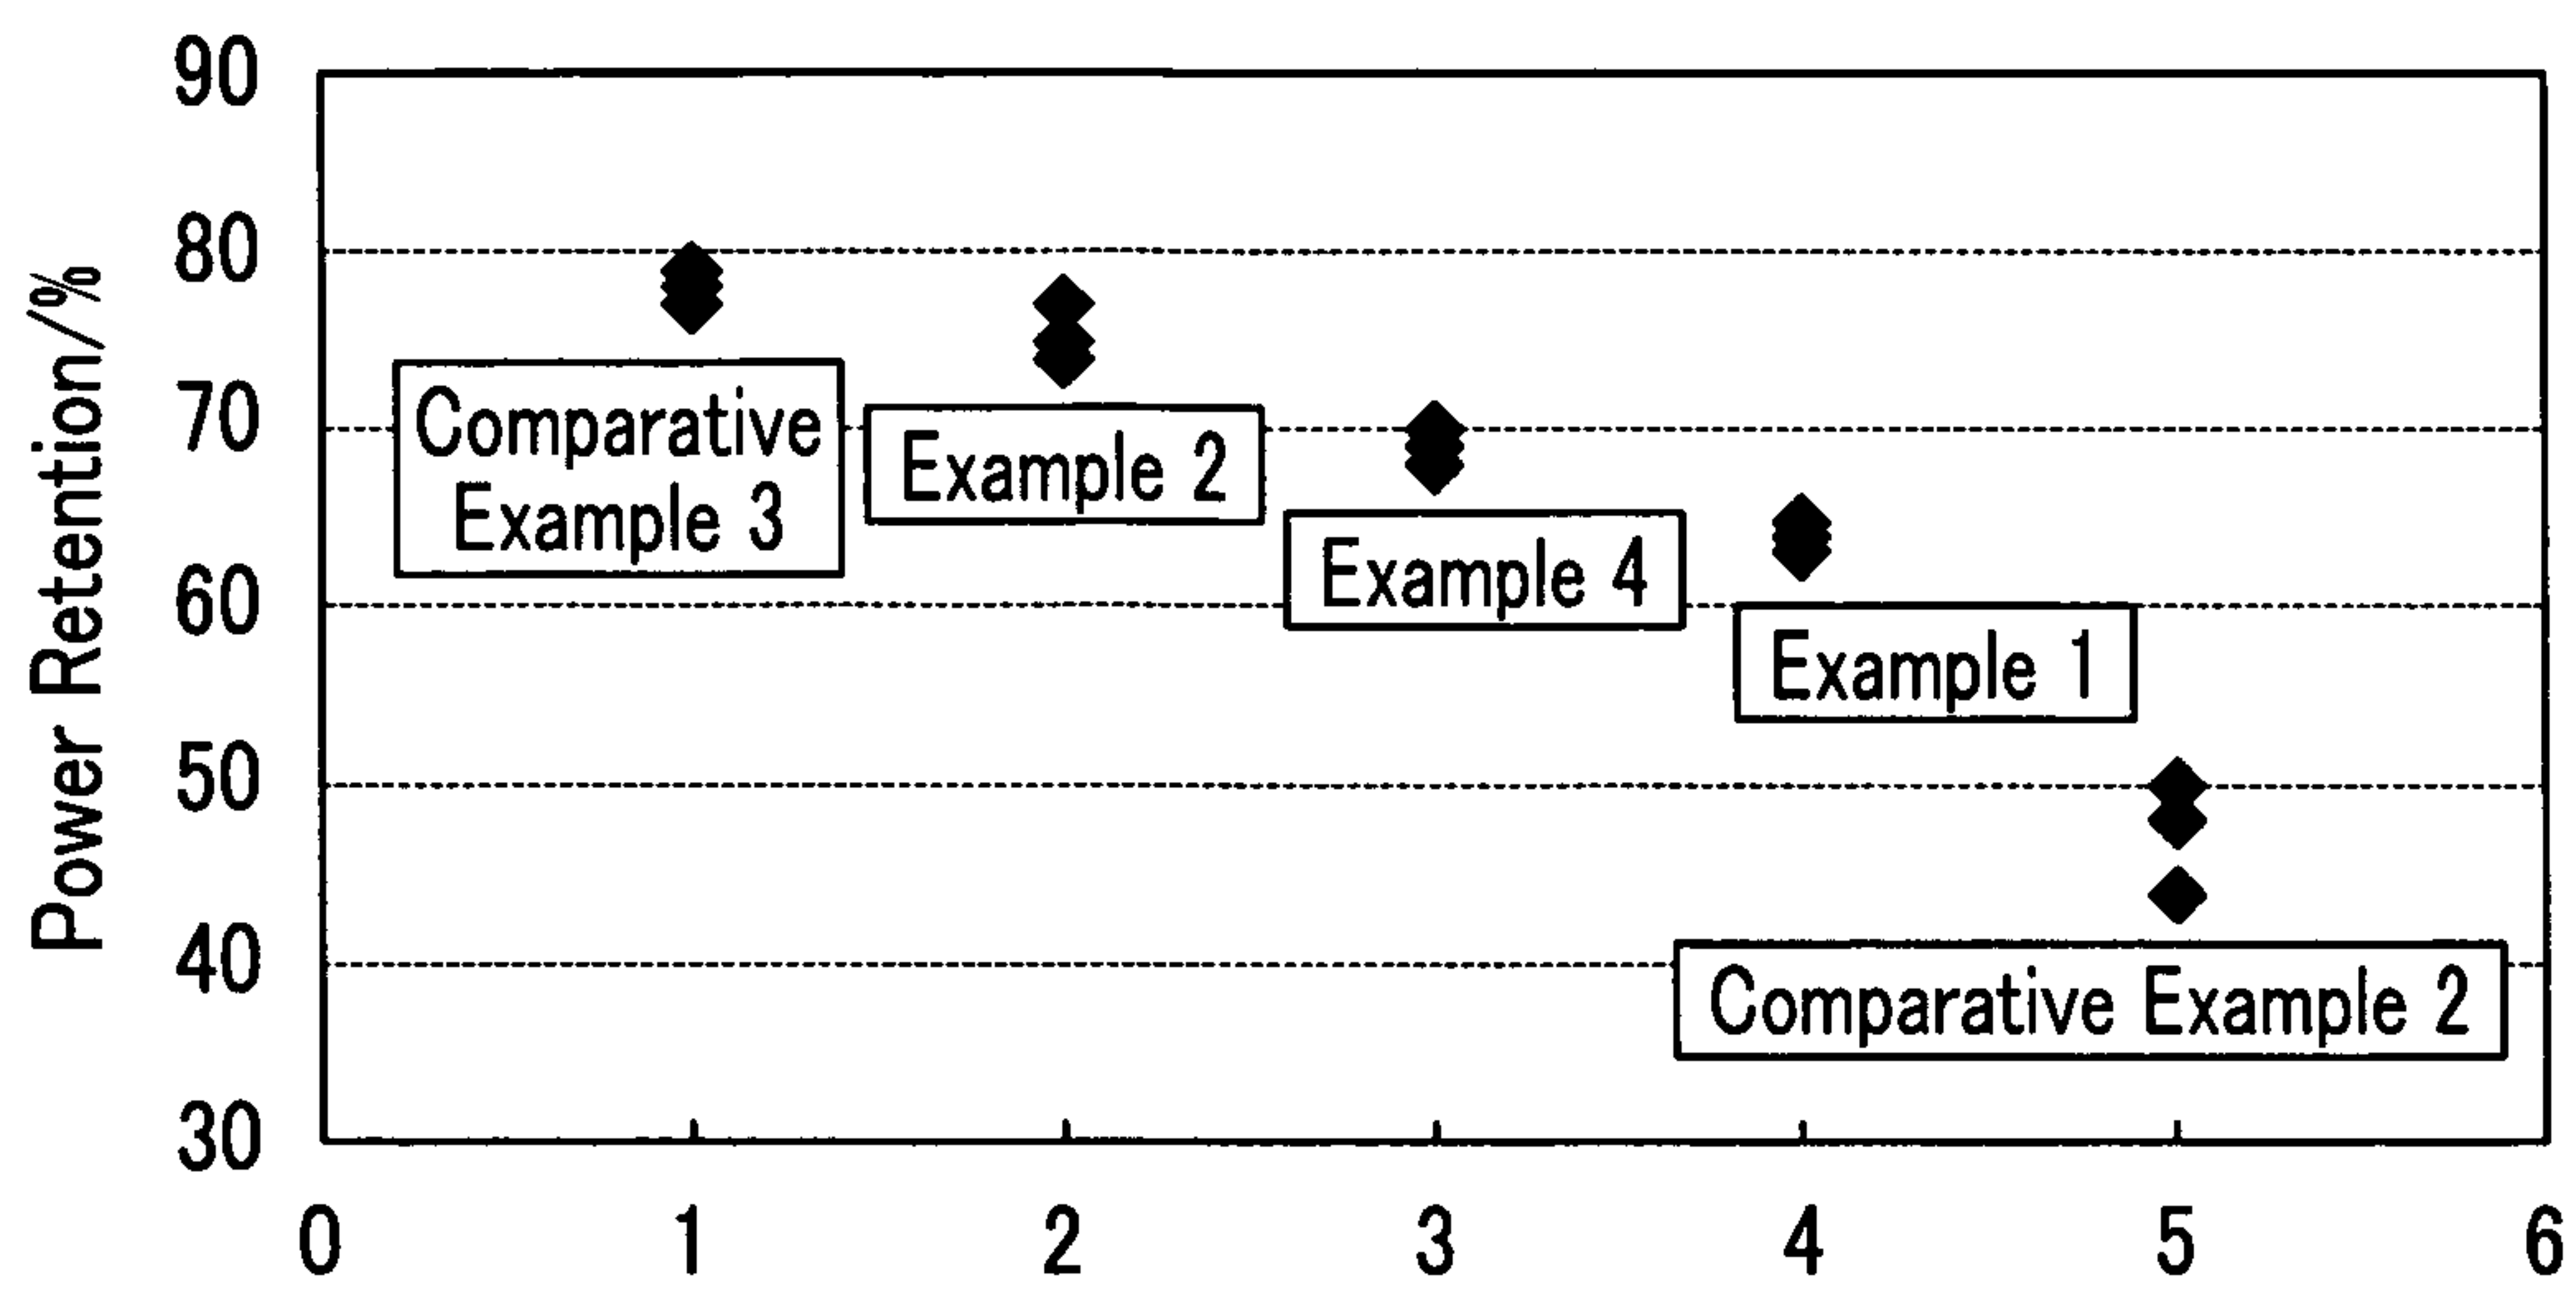 Power Retention/%
90
80
70
60
50
40
30
Comparative
Example 3
Example 2
Example 4
Example 1
Comparative Example 2
0 1 2 3 4 5 6